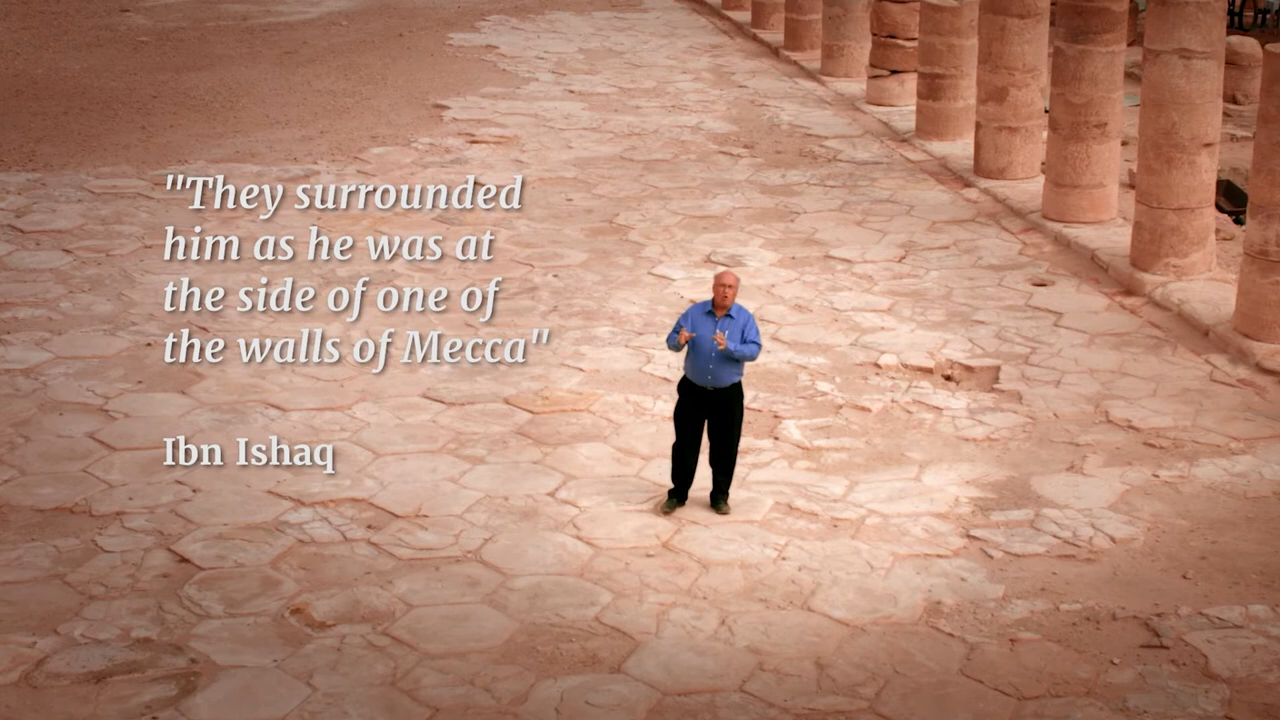 "They surrounded
him as he was at
the side of one of
the walls of Mecca"
Ibn Ishaq